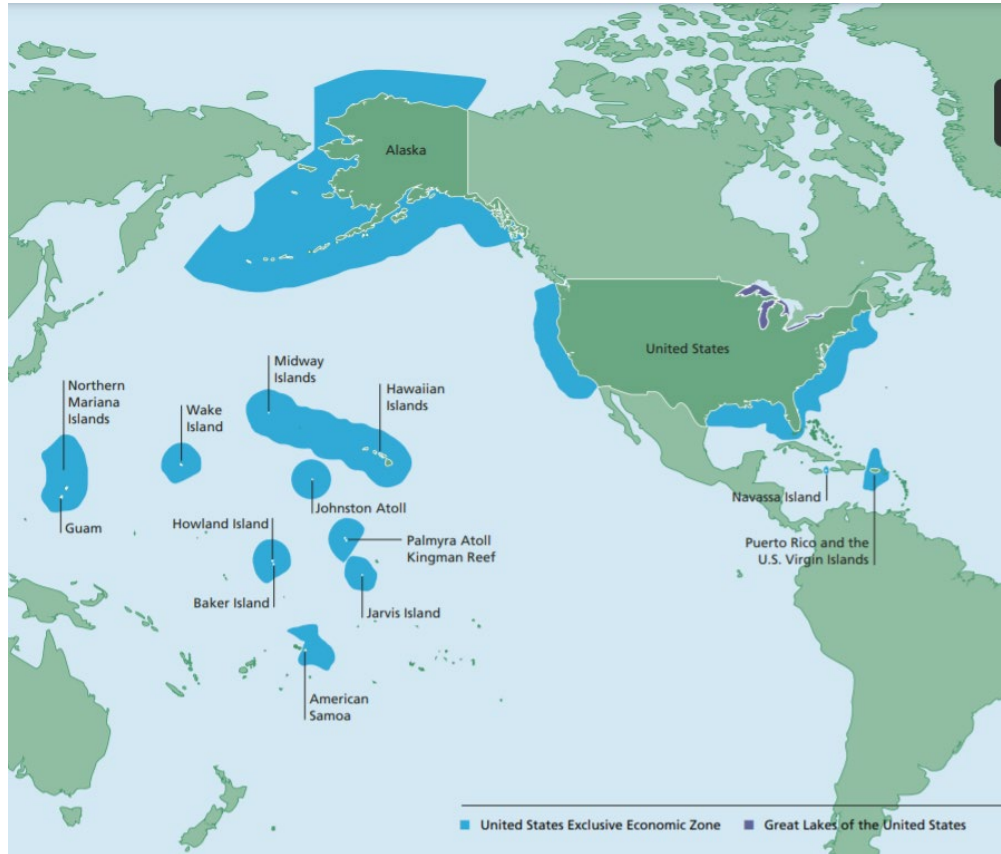 Alaska
United States
Midway
Islands
Hawaiian
Islands
Northern
Mariana
Islands
Wake
Island
Guam
Johnston Atoll
Howland Island
Palmyra Atoll
Kingman Reef
Baker Island
Jarvis Island
American
Samoa
Navassa Island
Puerto Rico and the
U.S. Virgin Islands
United States Exclusive Economic Zone
Great Lakes of the United States